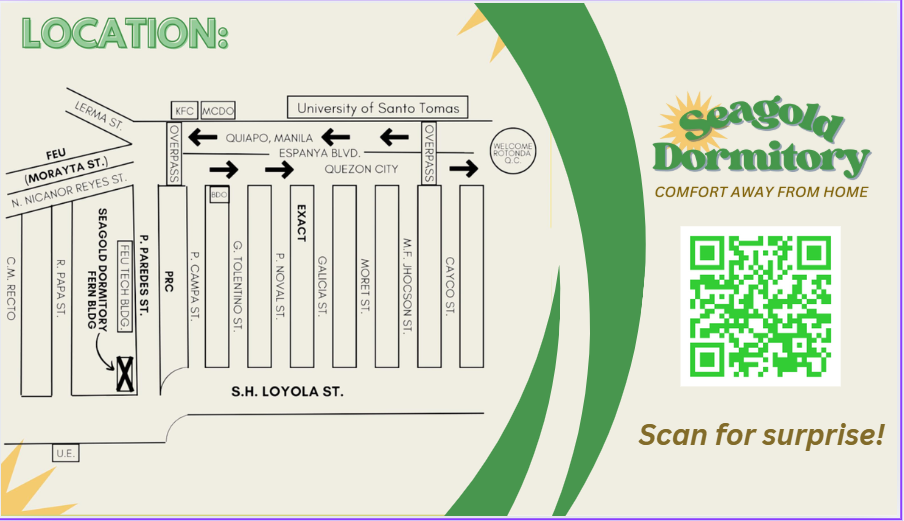 LOCATION:
LERMA ST.
KFC
MCDO
University of Santo Tomas
OVERPASS
QUIAPO, MANILA
ESPANYA BLVD.
QUEZON CITY
OVERPASS
WELCOME
ROTONDA
Q.C.
FEU
(MORAYTA ST.)
N. NICANOR REYES ST.
BDO
C.M. RECTO
R. PAPA ST.
SEAGOLD DORMITORY
FERN BLDG
FEU TECH BLDG.
P. PAREDES ST.
PRC
P. CAMPA ST.
G. TOLENTINO ST.
P. NOVAL ST.
EXACT
GALICIA ST.
MORET ST.
M.F. JHOCSON ST.
CAYCO ST.
S.H. LOYOLA ST.
U.E.
Seagold
Dormitory
COMFORT AWAY FROM HOME
Scan for surprise!